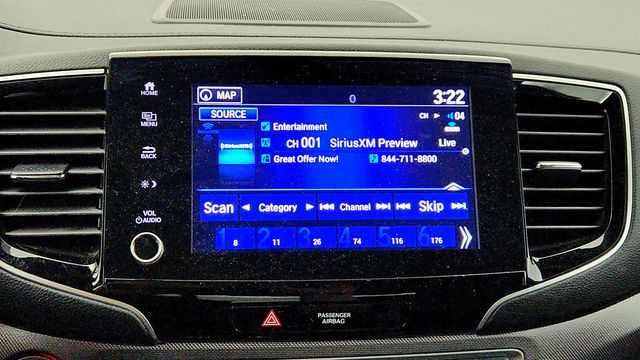 HOME
MENU
BACK
VOL
AUDIO
MAP
3:22
SOURCE
CH 04
Entertainment
CH 001 SiriusXM Preview Live
Great Offer Now! 844-711-8800
SiriusXM
Scan Category Channel Skip
1 8 2 11 3 26 4 74 5 116 6 176
PASSENGER
AIRBAG